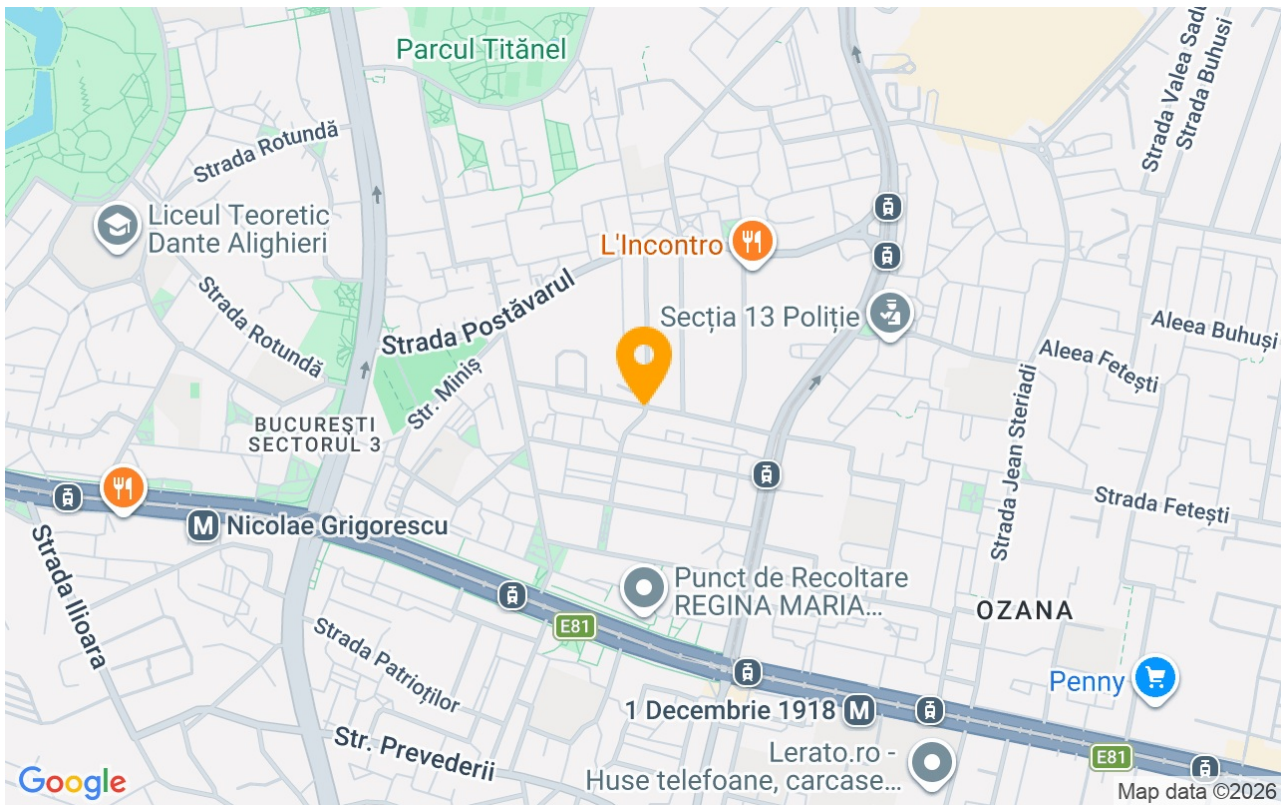 Parcul Titănel
Strada Valea Sadu
Strada Buhusi
Strada Rotundă
Liceul Teoretic
Dante Alighieri
L'Incontro
Strada Rotundă
Strada Postăvarul
Secția 13 Poliție
Aleea Buhuși
Aleea Fetești
Str. Miniș
Strada Jean Steriadi
BUCUREȘTI
SECTORUL 3
Strada Fetești
M Nicolae Grigorescu
Strada Ilioara
Punct de Recoltare
REGINA MARIA...
E81
OZANA
Strada Patrioților
Penny
1 Decembrie 1918 M
Str. Prevederii
Lerato.ro -
Huse telefoane, carcase...
E81
Google
Map data ©2026